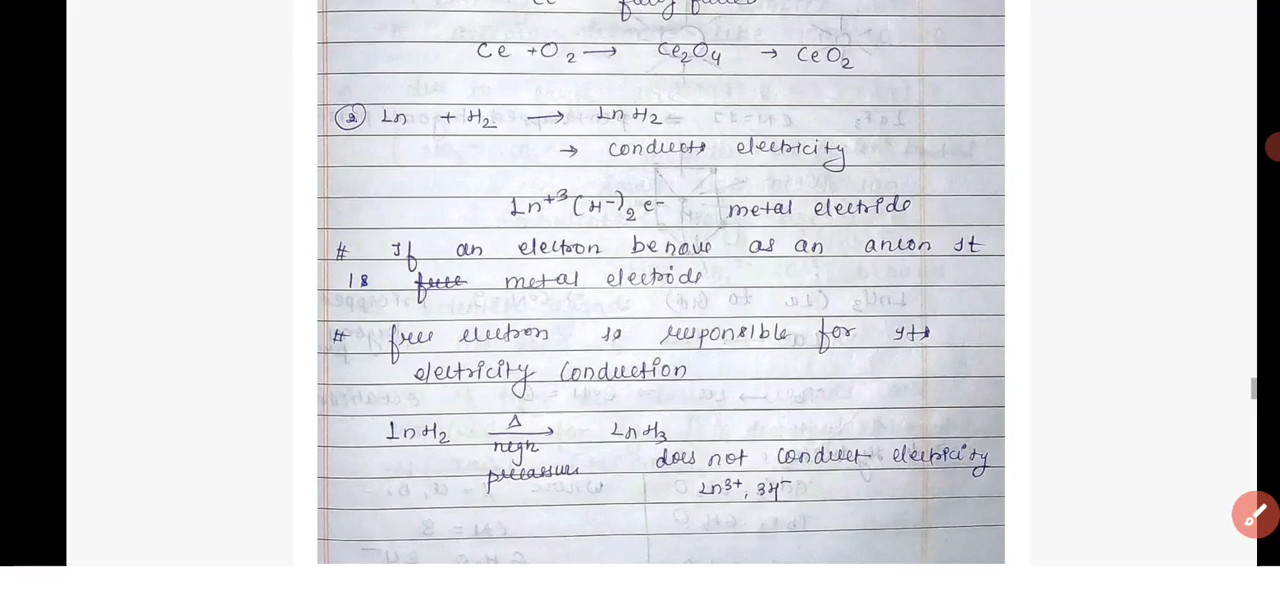 Ce + O2 → Ce2O4 → CeO2
② Ln + H2 → LnH2
→ conducts electricity
Ln+3 (H-)2 e- metal electride
# If an electron behave as an anion It
is free metal electrode
# free electron is responsible for its
electricity conduction
LnH2 Δ → LnH3
high
pressure does not conduct electricity
Ln3+, 3H-